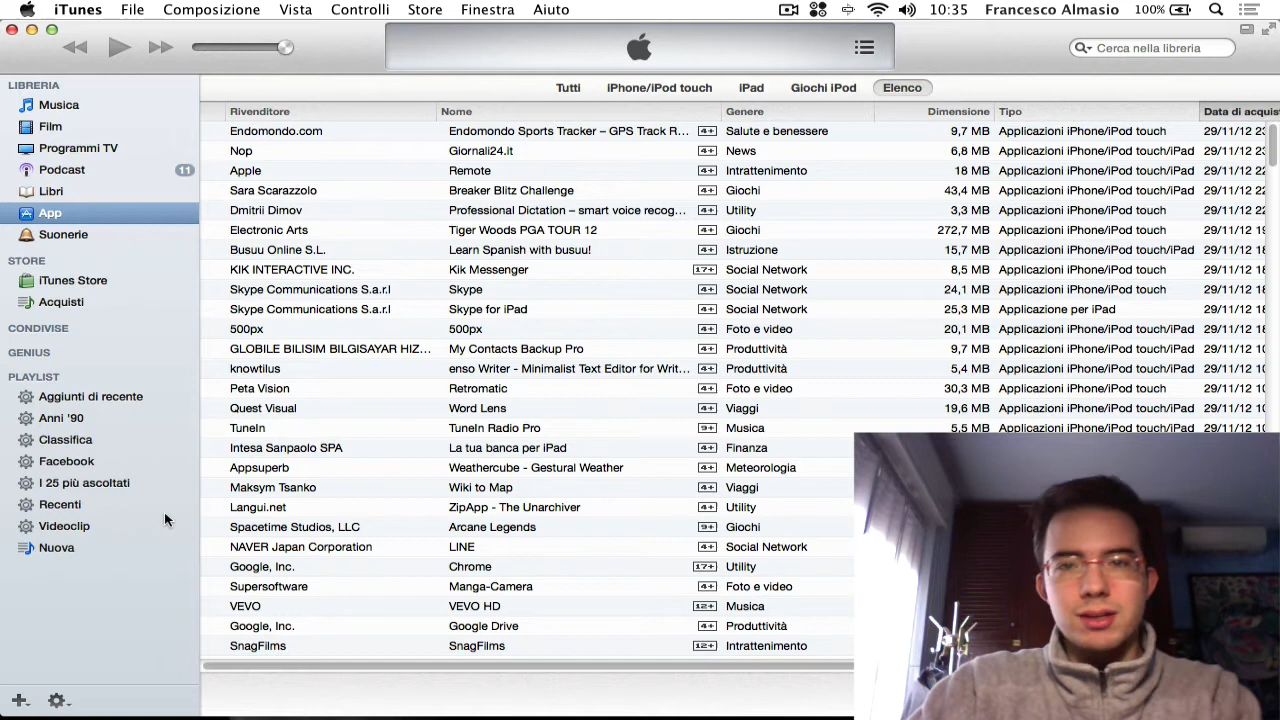 iTunes File Composizione Vista Controlli Store Finestra Aiuto 10:35 Francesco Almasio 100%
Cerca nella libreria
LIBRERIA
Musica
Film
Programmi TV
Podcast 11
Libri
App
Suonerie
STORE
iTunes Store
Acquisti
CONDIVISE
GENIUS
PLAYLIST
Aggiunti di recente
Anni '90
Classifica
Facebook
I 25 più ascoltati
Recenti
Videoclip
Nuova
Tutti iPhone/iPod touch iPad Giochi iPod Elenco
Rivenditore Nome Genere Dimensione Tipo Data di acquis
Endomondo.com Endomondo Sports Tracker – GPS Track R... 4+ Salute e benessere 9,7 MB Applicazioni iPhone/iPod touch 29/11/12 23
Nop Giornali24.it 4+ News 6,8 MB Applicazioni iPhone/iPod touch/iPad 29/11/12 23
Apple Remote 4+ Intrattenimento 18 MB Applicazioni iPhone/iPod touch/iPad 29/11/12 22
Sara Scarazzolo Breaker Blitz Challenge 4+ Giochi 43,4 MB Applicazioni iPhone/iPod touch 29/11/12 22
Dmitrii Dimov Professional Dictation – smart voice recog... 4+ Utility 3,3 MB Applicazioni iPhone/iPod touch 29/11/12 22
Electronic Arts Tiger Woods PGA TOUR 12 4+ Giochi 272,7 MB Applicazioni iPhone/iPod touch 29/11/12 19
Busuu Online S.L. Learn Spanish with busuu! 4+ Istruzione 15,7 MB Applicazioni iPhone/iPod touch/iPad 29/11/12 18
KIK INTERACTIVE INC. Kik Messenger 17+ Social Network 8,5 MB Applicazioni iPhone/iPod touch 29/11/12 18
Skype Communications S.a.r.l Skype 4+ Social Network 24,1 MB Applicazioni iPhone/iPod touch 29/11/12 18
Skype Communications S.a.r.l Skype for iPad 4+ Social Network 25,3 MB Applicazione per iPad 29/11/12 18
500px 500px 4+ Foto e video 20,1 MB Applicazioni iPhone/iPod touch/iPad 29/11/12 18
GLOBILE BILISIM BILGISAYAR HIZ... My Contacts Backup Pro 4+ Produttività 9,7 MB Applicazioni iPhone/iPod touch/iPad 29/11/12 10
knowtilus enso Writer - Minimalist Text Editor for Writ... 4+ Produttività 5,4 MB Applicazioni iPhone/iPod touch/iPad 29/11/12 10
Peta Vision Retromatic 4+ Foto e video 30,3 MB Applicazioni iPhone/iPod touch 29/11/12 10
Quest Visual Word Lens 4+ Viaggi 19,6 MB Applicazioni iPhone/iPod touch/iPad 29/11/12 10
TuneIn TuneIn Radio Pro 9+ Musica 5,5 MB Applicazioni iPhone/iPod touch/iPad 29/11/12 10
Intesa Sanpaolo SPA La tua banca per iPad 4+ Finanza
Appsuperb Weathercube - Gestural Weather 4+ Meteorologia
Maksym Tsanko Wiki to Map 4+ Viaggi
Langui.net ZipApp - The Unarchiver 4+ Utility
Spacetime Studios, LLC Arcane Legends 9+ Giochi
NAVER Japan Corporation LINE 4+ Social Network
Google, Inc. Chrome 17+ Utility
Supersoftware Manga-Camera 4+ Foto e video
VEVO VEVO HD 12+ Musica
Google, Inc. Google Drive 4+ Produttività
SnagFilms SnagFilms 12+ Intrattenimento